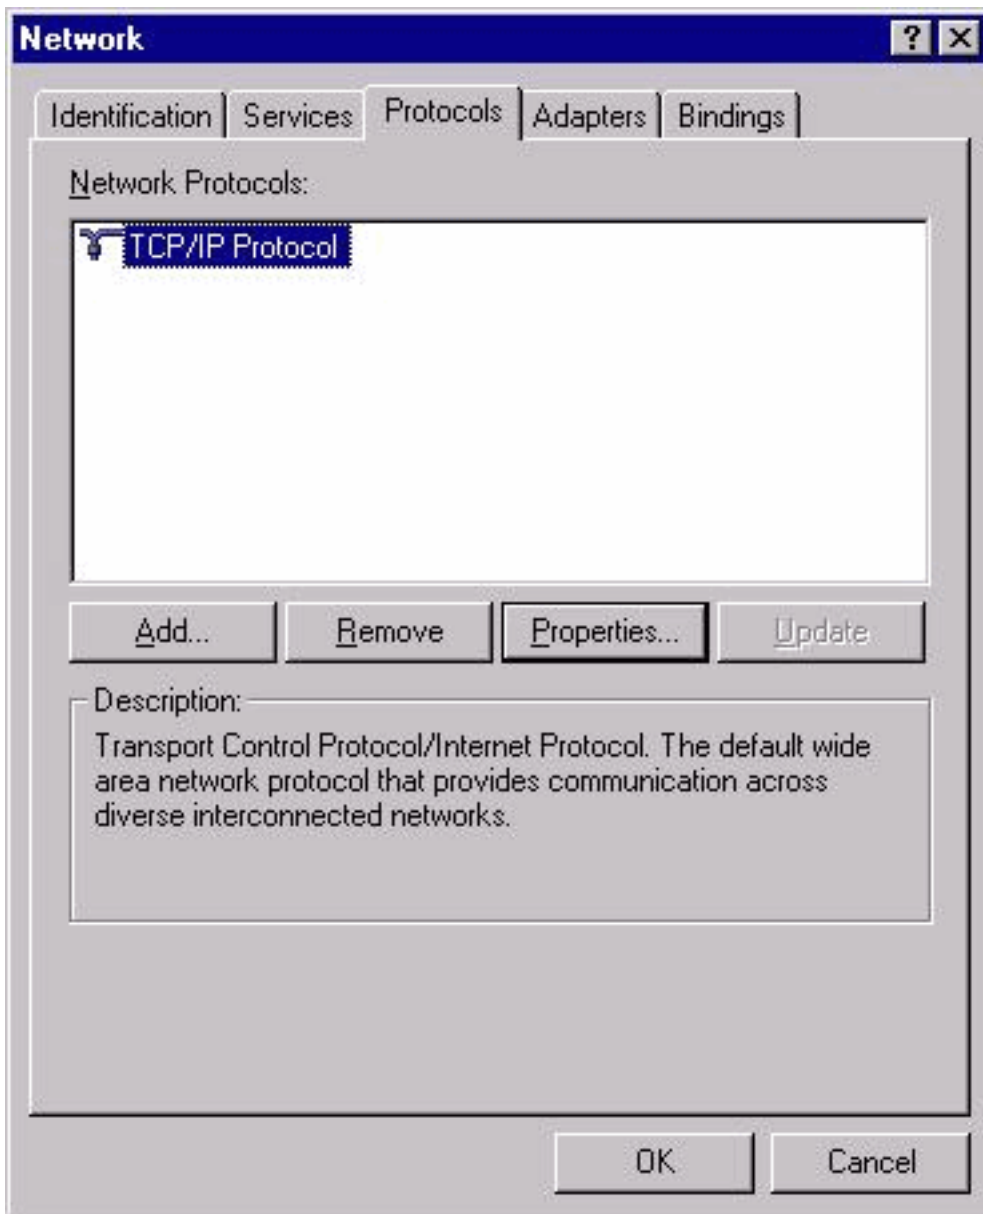 Network
Identification
Services
Protocols
Adapters
Bindings
Network Protocols:
TCP/IP Protocol
Add...
Remove
Properties...
Update
Description:
Transport Control Protocol/Internet Protocol. The default wide
area network protocol that provides communication across
diverse interconnected networks.
OK
Cancel